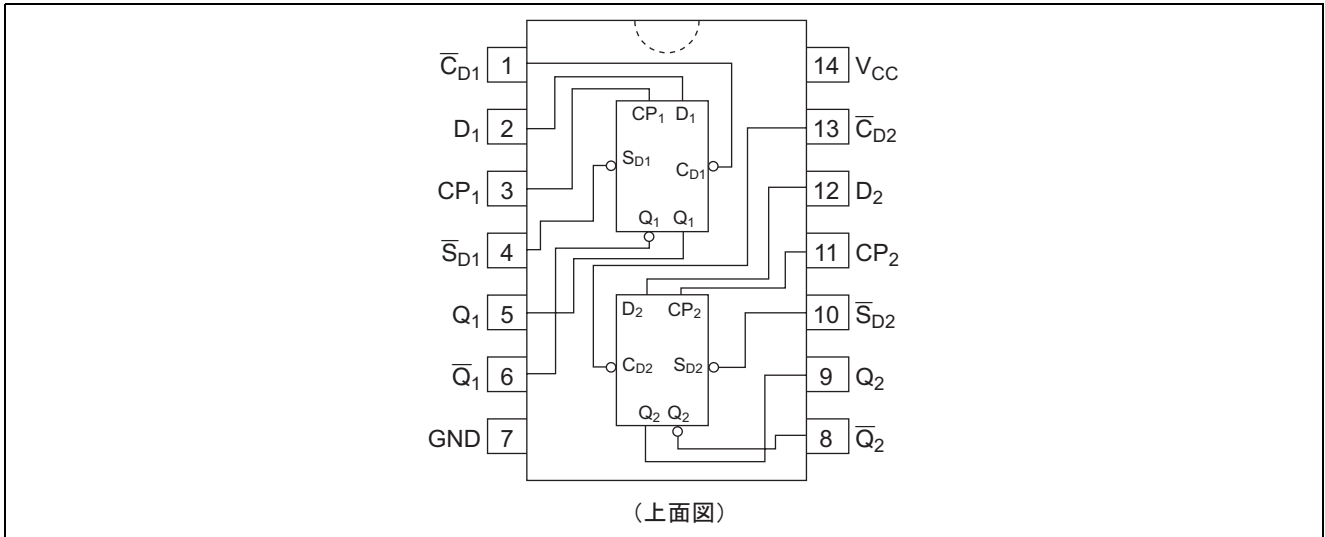 C̅D1 1
D1 2
CP1 3
S̅D1 4
Q1 5
Q̅1 6
GND 7
14 VCC
13 C̅D2
12 D2
11 CP2
10 S̅D2
9 Q2
8 Q̅2
CP1 D1
SD1
CD1
Q1 Q1
D2 CP2
CD2 SD2
Q2 Q2
(上面図)